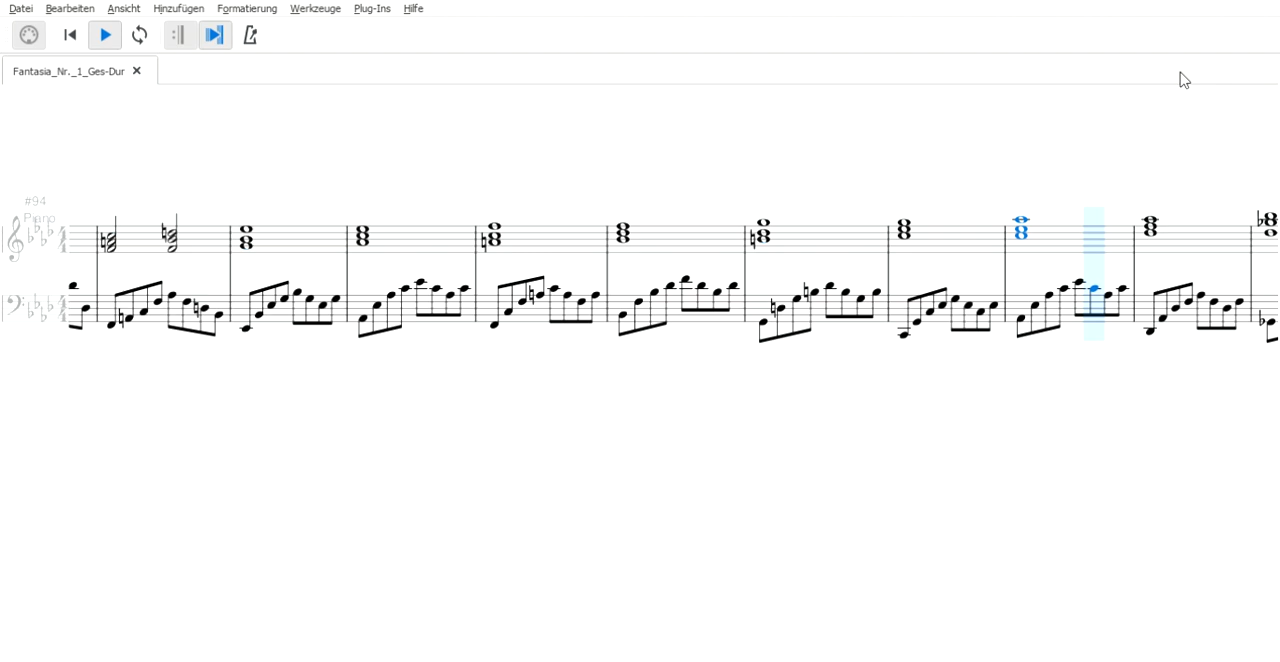 Datei Bearbeiten Ansicht Hinzufügen Formatierung Werkzeuge Plug-Ins Hilfe
Fantasia_Nr._1_Ges-Dur
#94
Piano